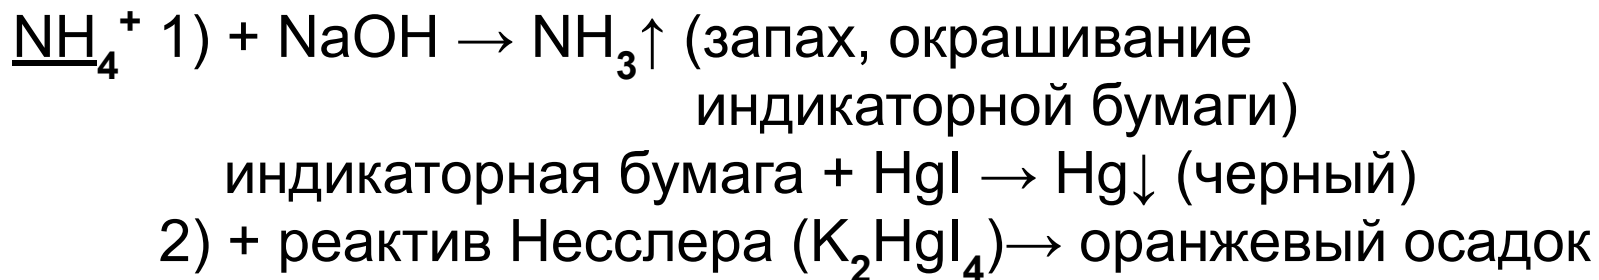 NH₄⁺ 1) + NaOH → NH₃↑ (запах, окрашивание
индикаторной бумаги)
индикаторная бумага + HgI → Hg↓ (черный)
2) + реактив Несслера (K₂HgI₄)→ оранжевый осадок